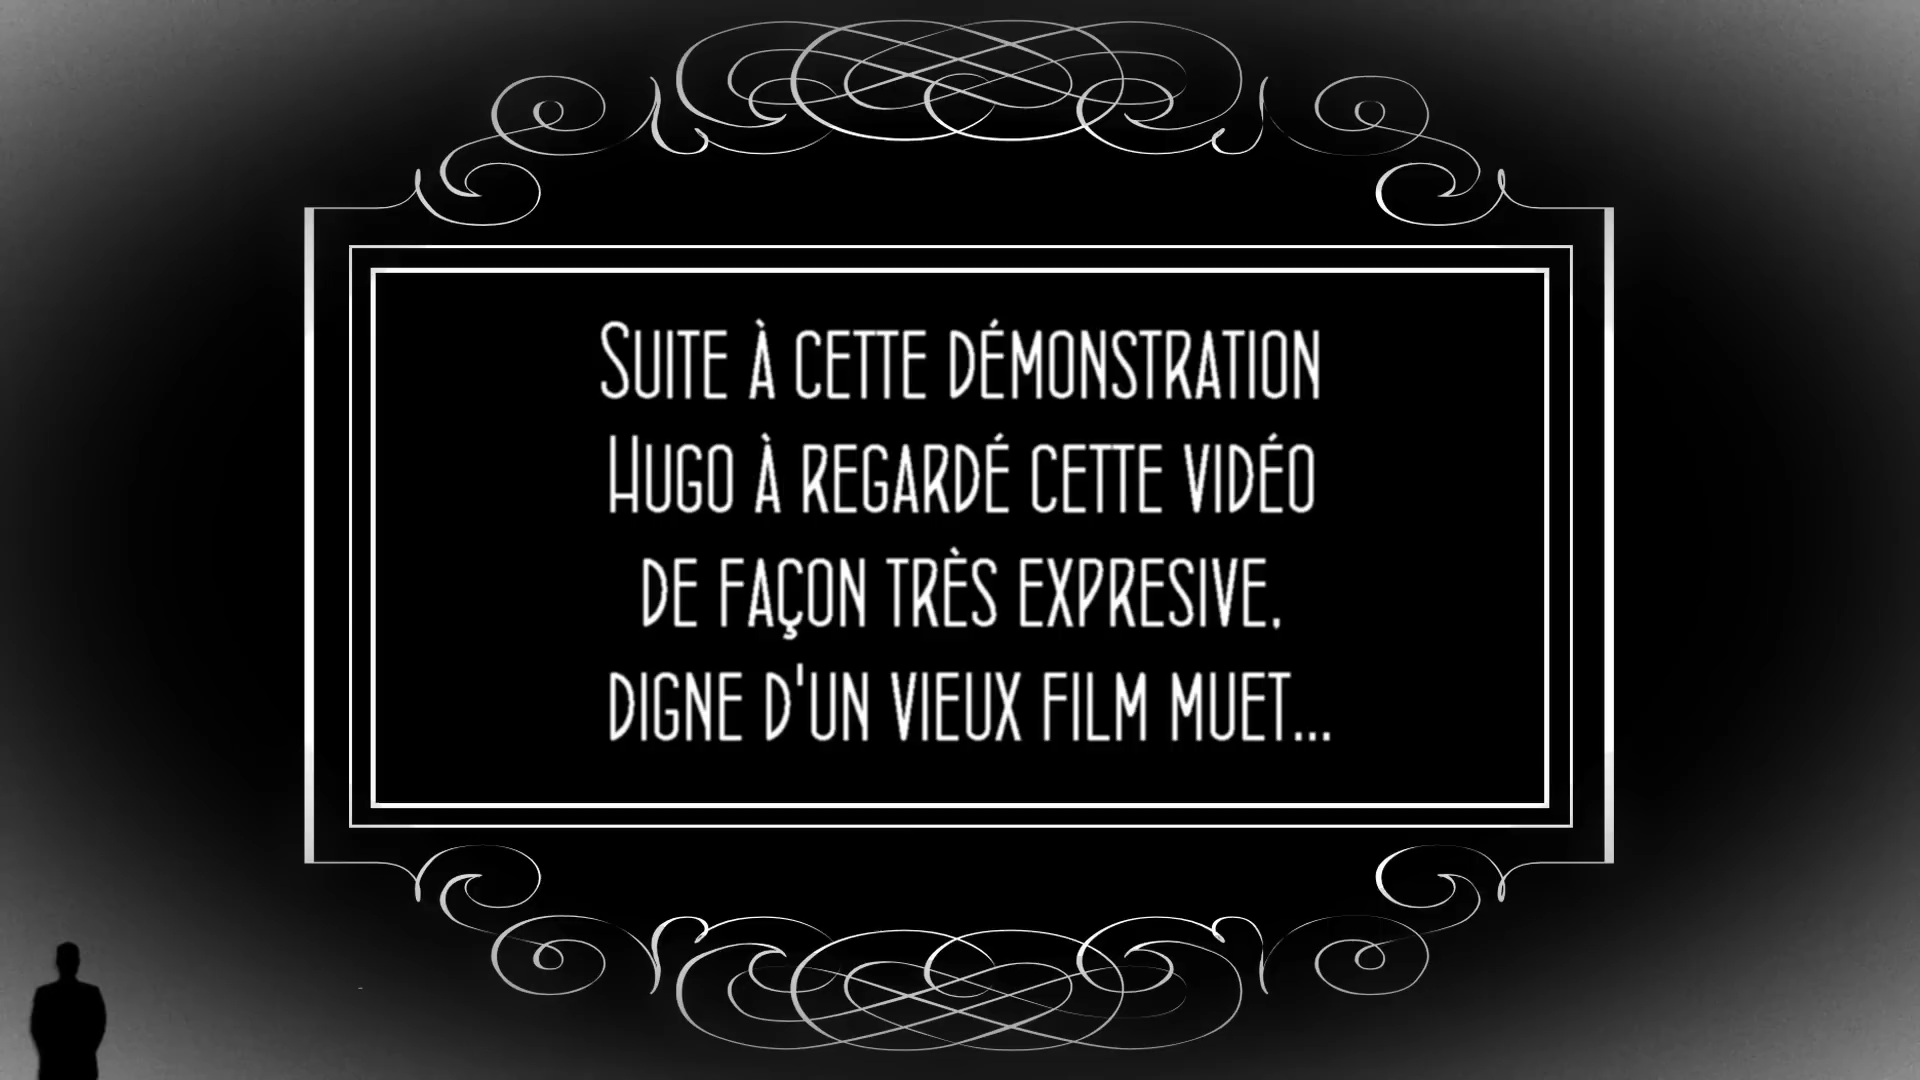 Suite à cette démonstration
Hugo à regardé cette vidéo
de façon très expresive,
digne d'un vieux film muet...